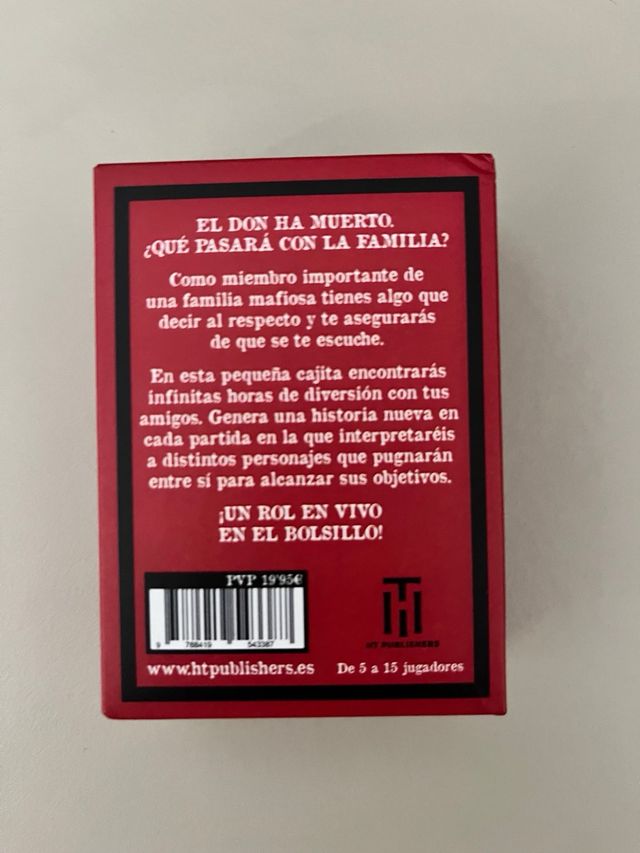 EL DON HA MUERTO.
¿QUÉ PASARÁ CON LA FAMILIA?
Como miembro importante de
una familia mafiosa tienes algo que
decir al respecto y te asegurarás
de que se te escuche.
En esta pequeña cajita encontrarás
infinitas horas de diversión con tus
amigos. Genera una historia nueva en
cada partida en la que interpretaréis
a distintos personajes que pugnarán
entre sí para alcanzar sus objetivos.
¡UN ROL EN VIVO
EN EL BOLSILLO!
PVP 19'95€
9 788419 543387
HT PUBLISHERS
www.htpublishers.es
De 5 a 15 jugadores